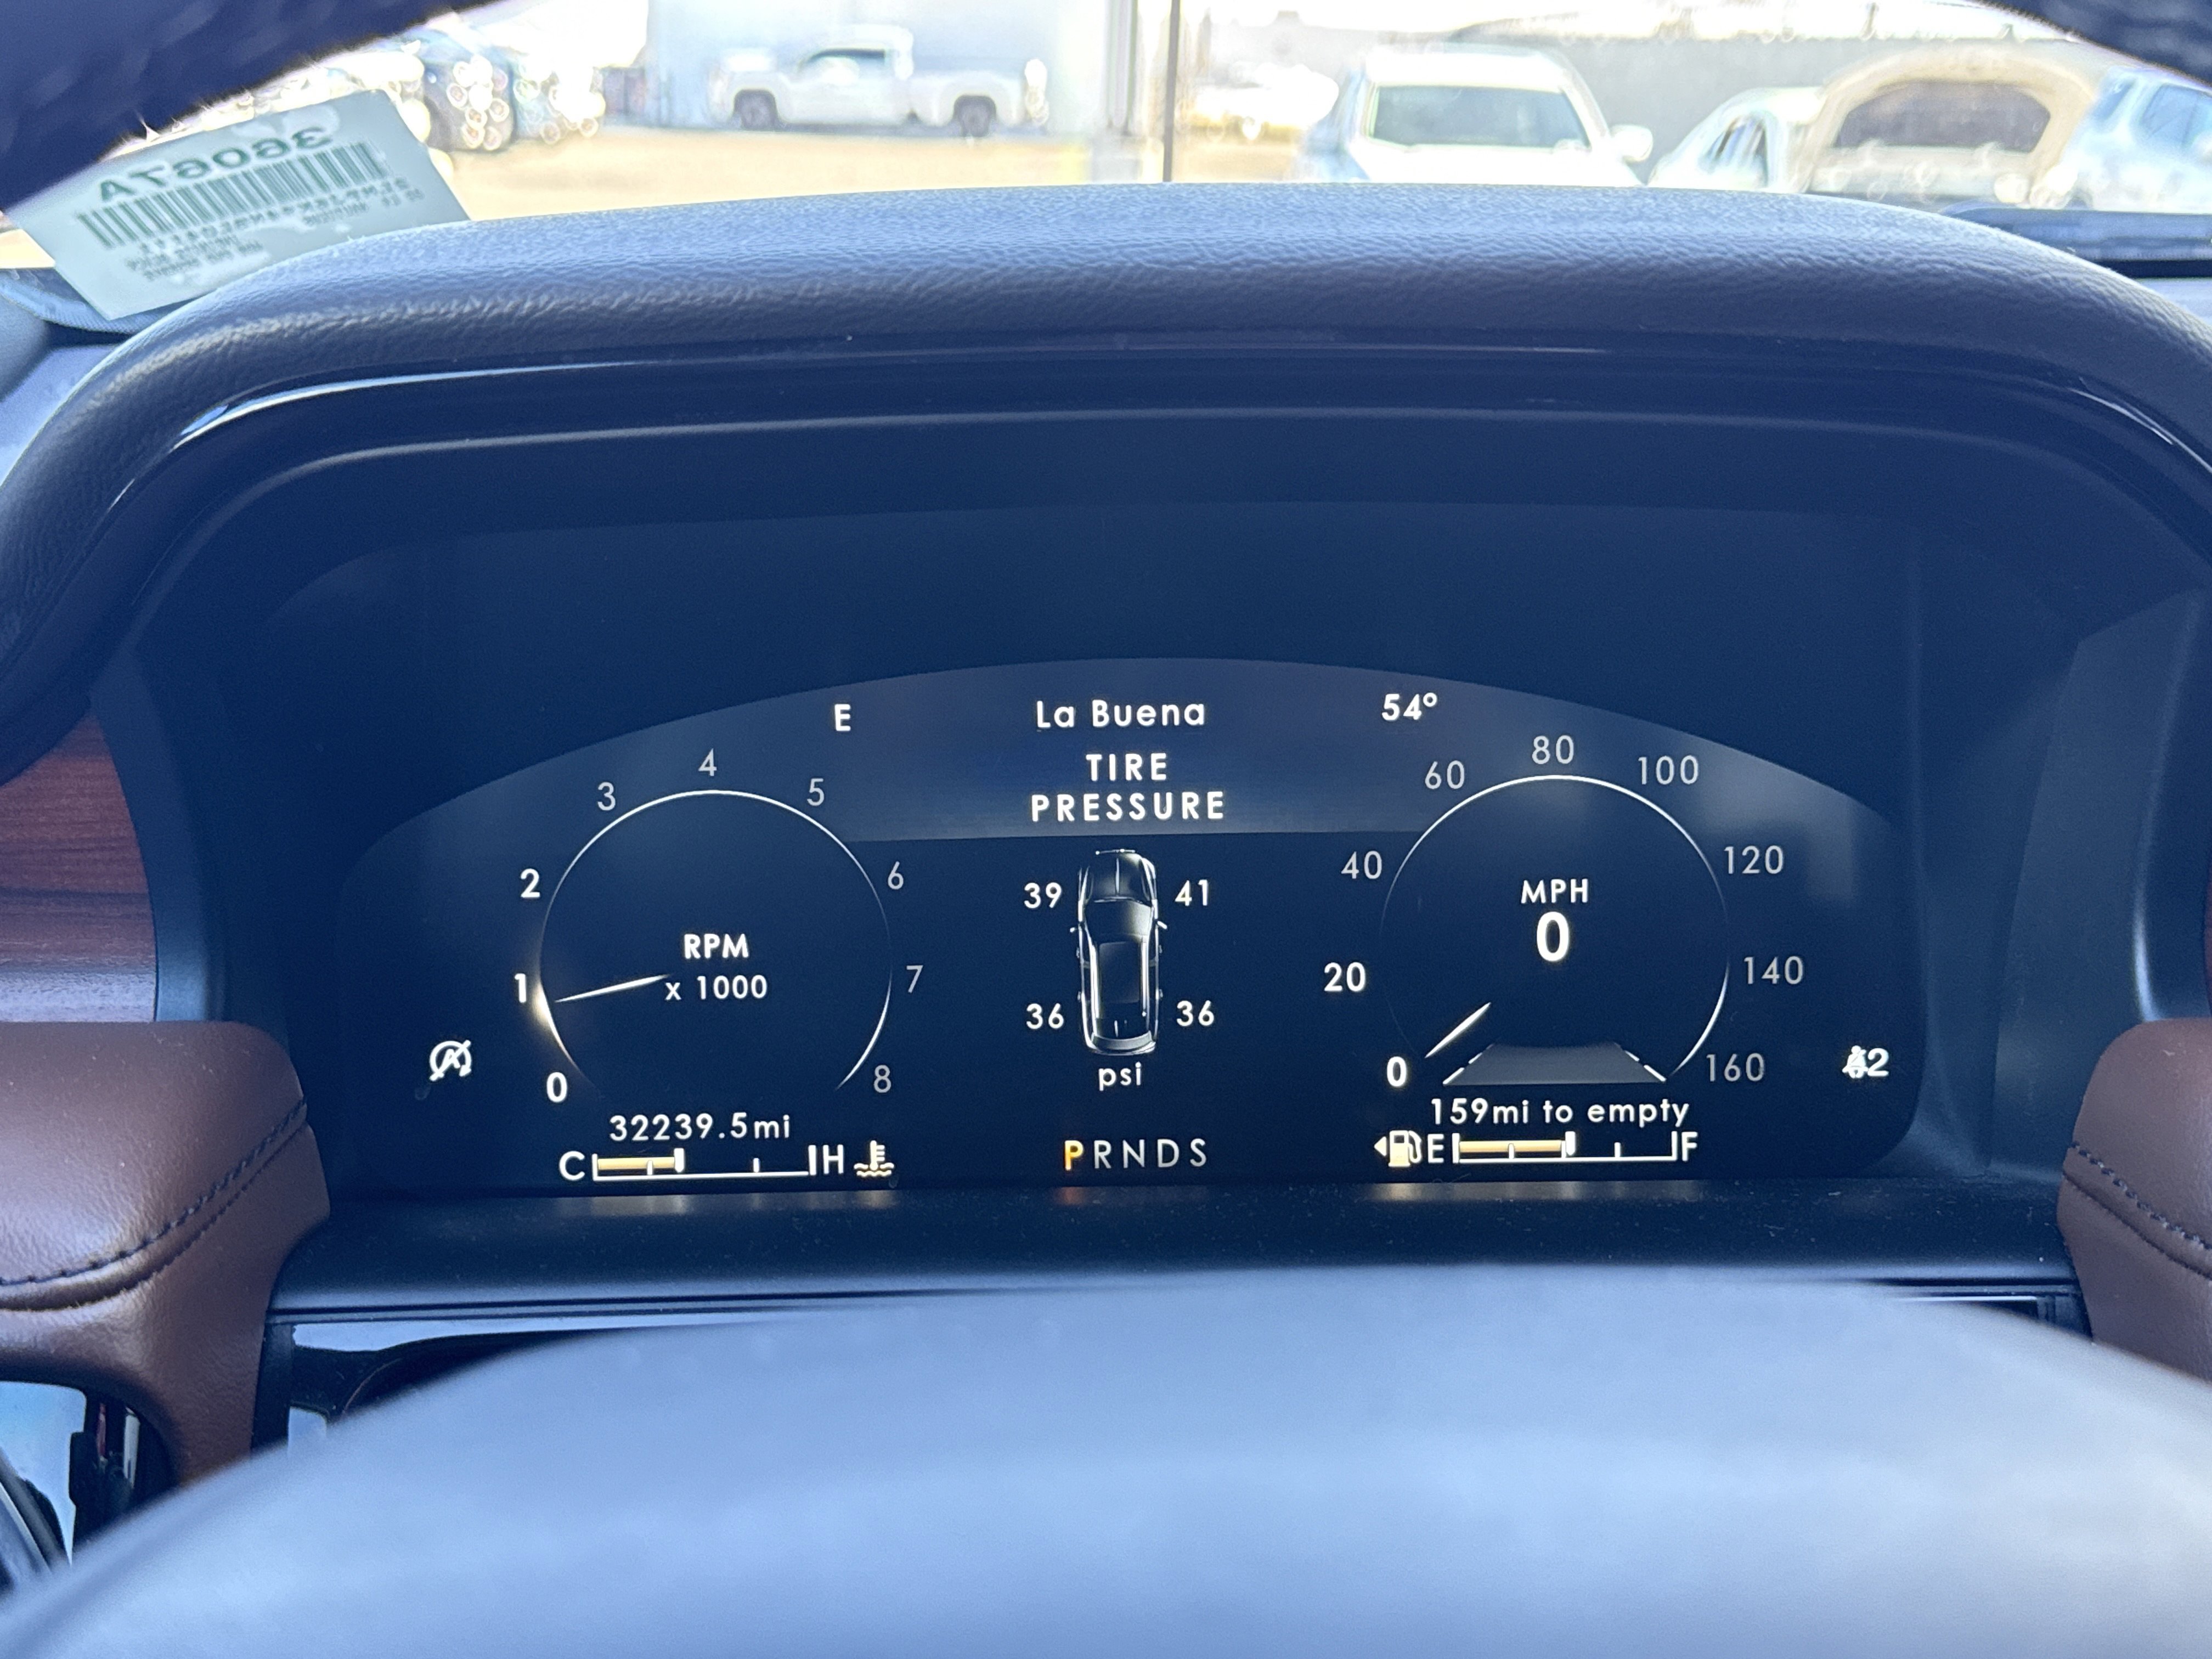 36067A
E
La Buena
54°
TIRE
PRESSURE
0
1
2
3
4
5
6
7
8
RPM
x 1000
39
41
36
36
psi
0
20
40
60
80
100
120
140
160
MPH
0
2
32239.5mi
159mi to empty
C
H
PRNDS
E
F